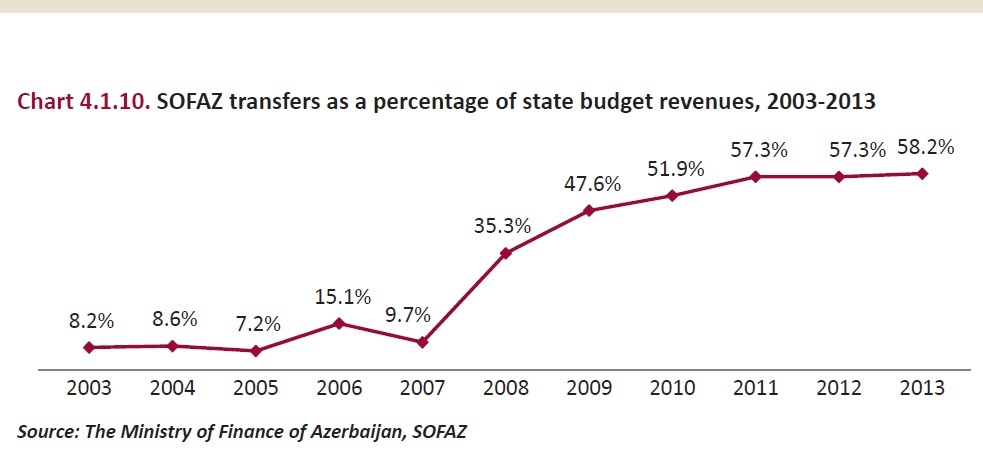 Chart 4.1.10. SOFAZ transfers as a percentage of state budget revenues, 2003-2013
8.2% 8.6% 7.2% 15.1% 9.7% 35.3% 47.6% 51.9% 57.3% 57.3% 58.2%
2003 2004 2005 2006 2007 2008 2009 2010 2011 2012 2013
Source: The Ministry of Finance of Azerbaijan, SOFAZ